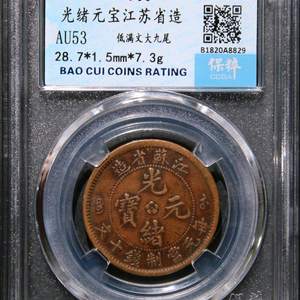 光绪元宝江苏省造
AU53 低满文大九尾
28.7*1.5mm*7.3g
BAO CUI COINS RATING
B1820A8829
保粹
江蘇省造
光緒元寶